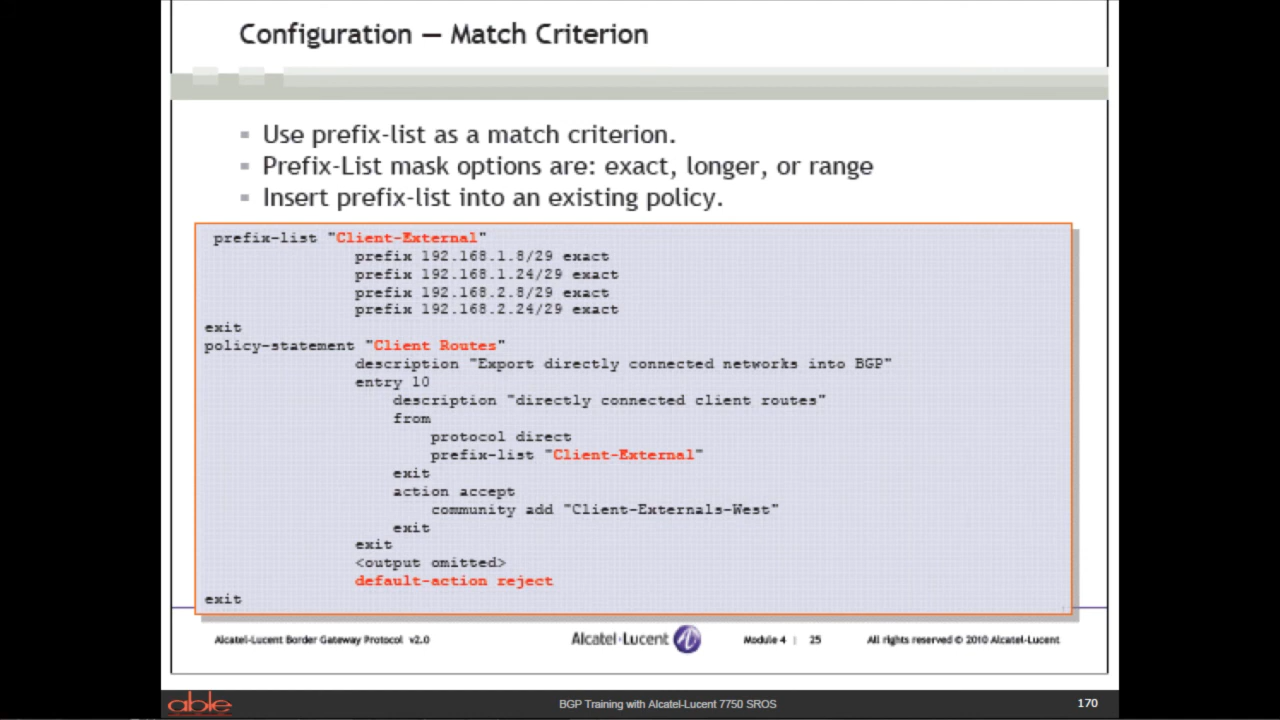 Configuration — Match Criterion
Use prefix-list as a match criterion.
Prefix-List mask options are: exact, longer, or range
Insert prefix-list into an existing policy.
prefix-list "Client-External"
prefix 192.168.1.8/29 exact
prefix 192.168.1.24/29 exact
prefix 192.168.2.8/29 exact
prefix 192.168.2.24/29 exact
exit
policy-statement "Client Routes"
description "Export directly connected networks into BGP"
entry 10
description "directly connected client routes"
from
protocol direct
prefix-list "Client-External"
exit
action accept
community add "Client-Externals-West"
exit
exit
<output omitted>
default-action reject
exit
Alcatel-Lucent Border Gateway Protocol v2.0
Alcatel·Lucent
Module 4 | 25
All rights reserved © 2010 Alcatel-Lucent
able
BGP Training with Alcatel-Lucent 7750 SROS
170